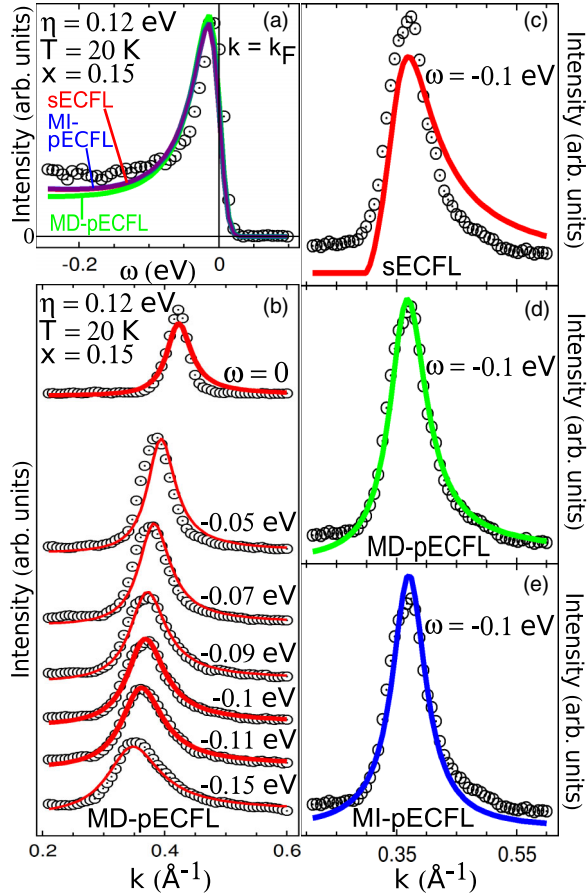 (a)
η = 0.12 eV
T = 20 K
x = 0.15
k = k_F
sECFL
MI-
pECFL
MD-pECFL
Intensity (arb. units)
0
-0.2
-0.1
0
ω (eV)
(b)
η = 0.12 eV
T = 20 K
x = 0.15
ω = 0
-0.05 eV
-0.07 eV
-0.09 eV
-0.1 eV
-0.11 eV
-0.15 eV
MD-pECFL
Intensity (arb. units)
0.2
0.4
0.6
k (Å⁻¹)
(c)
ω = -0.1 eV
sECFL
Intensity (arb. units)
(d)
ω = -0.1 eV
MD-pECFL
Intensity (arb. units)
(e)
ω = -0.1 eV
MI-pECFL
Intensity (arb. units)
0.35
0.55
k (Å⁻¹)